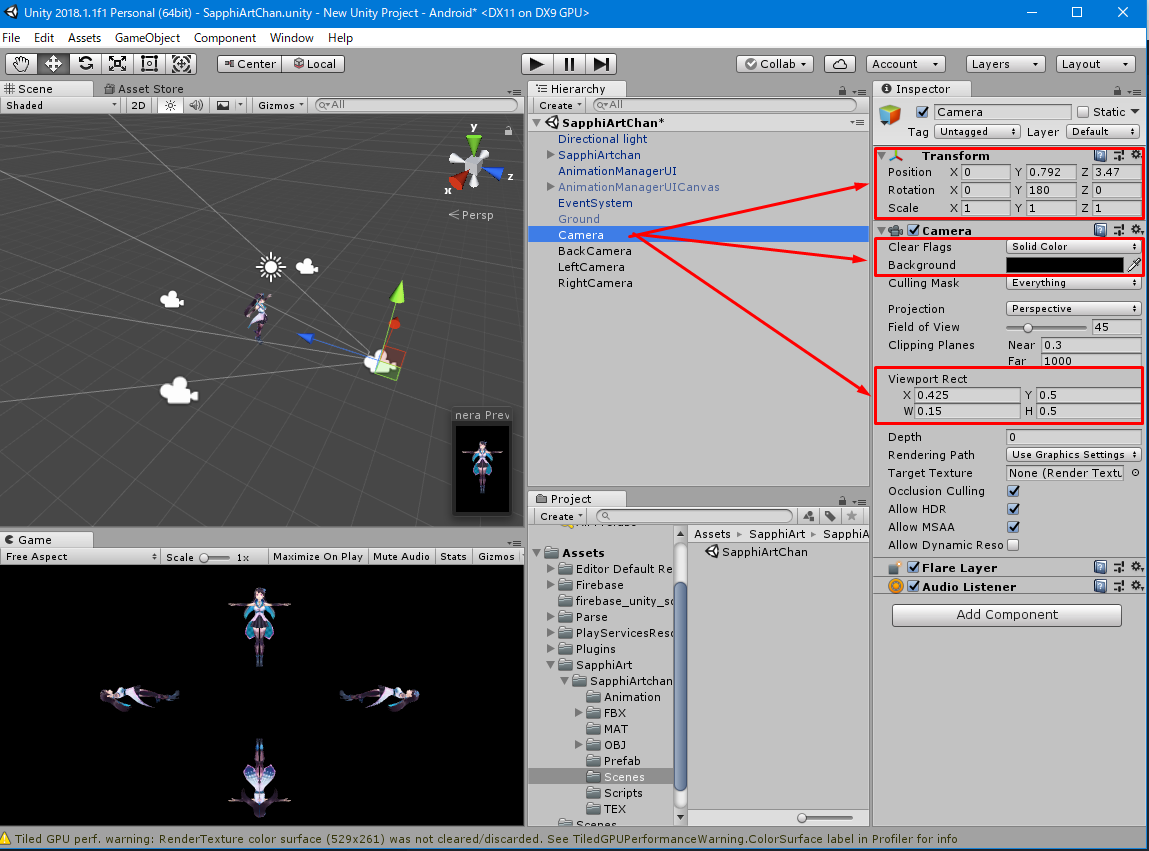 Unity 2018.1.1f1 Personal (64bit) - SapphiArtChan.unity - New Unity Project - Android* <DX11 on DX9 GPU>
File Edit Assets GameObject Component Window Help
Center Local Collab Account Layers Layout
Scene Asset Store
Shaded 2D Gizmos All
y
x
z
Persp
nera Prev
Game
Free Aspect Scale 1x Maximize On Play Mute Audio Stats Gizmos
Hierarchy
Create All
SapphiArtChan*
Directional light
SapphiArtchan
AnimationManagerUI
AnimationManagerUICanvas
EventSystem
Ground
Camera
BackCamera
LeftCamera
RightCamera
Project
Create
Assets
Editor Default Re
Firebase
firebase_unity_sd
Parse
PlayServicesReso
Plugins
SapphiArt
SapphiArtchan
Animation
FBX
MAT
OBJ
Prefab
Scenes
Scripts
TEX
Scenes
Assets SapphiArt SapphiA
SapphiArtChan
Inspector
Camera Static
Tag Untagged Layer Default
Transform
Position X 0 Y 0.792 Z 3.47
Rotation X 0 Y 180 Z 0
Scale X 1 Y 1 Z 1
Camera
Clear Flags Solid Color
Background
Culling Mask Everything
Projection Perspective
Field of View 45
Clipping Planes Near 0.3
Far 1000
Viewport Rect
X 0.425 Y 0.5
W 0.15 H 0.5
Depth 0
Rendering Path Use Graphics Settings
Target Texture None (Render Textu
Occlusion Culling
Allow HDR
Allow MSAA
Allow Dynamic Reso
Flare Layer
Audio Listener
Add Component
Tiled GPU perf. warning: RenderTexture color surface (529x261) was not cleared/discarded. See TiledGPUPerformanceWarning.ColorSurface label in Profiler for info